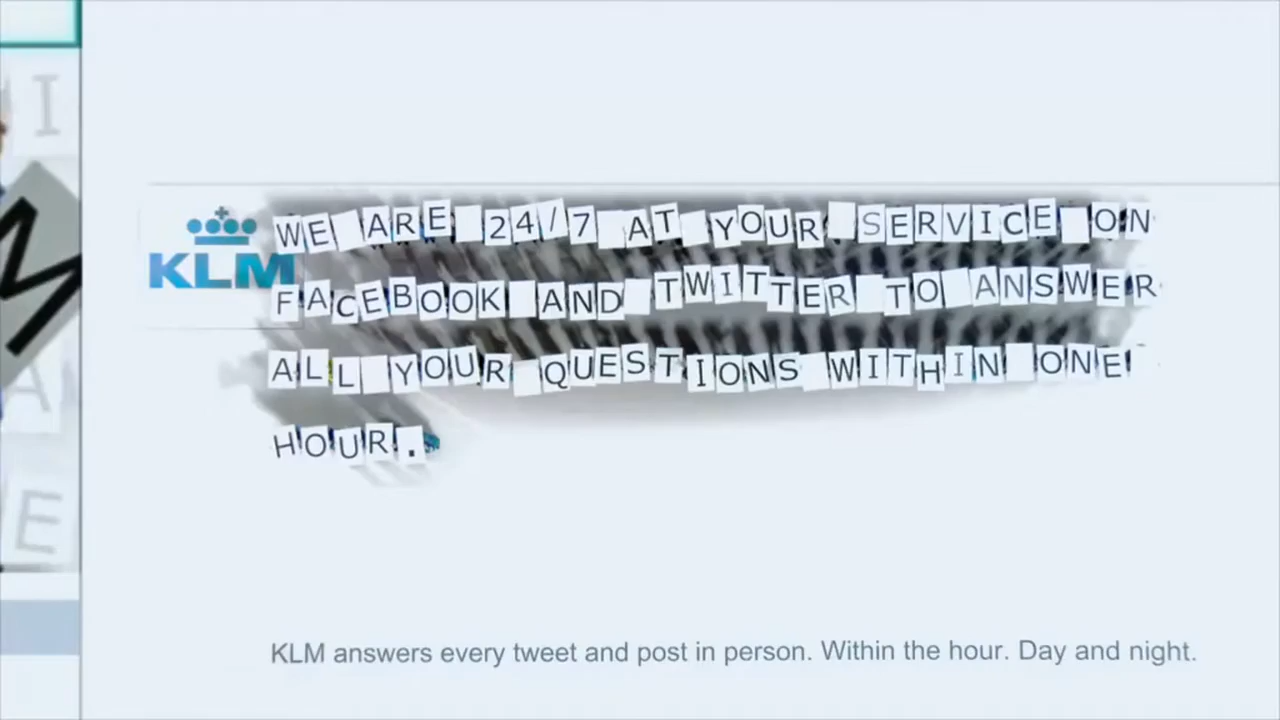 KLM
WE ARE 24/7 AT YOUR SERVICE ON
FACEBOOK AND TWITTER TO ANSWER
ALL YOUR QUESTIONS WITHIN ONE
HOUR.
KLM answers every tweet and post in person. Within the hour. Day and night.